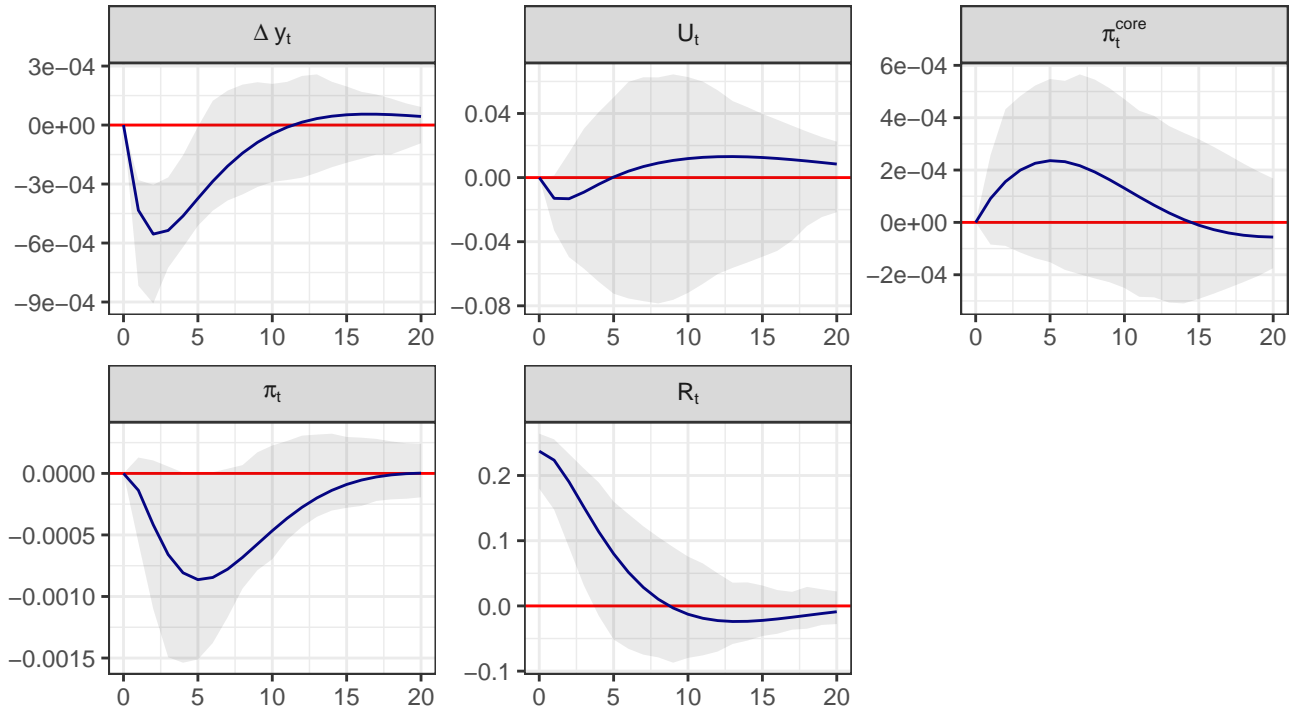 Δ y_t
3e−04
0e+00
−3e−04
−6e−04
−9e−04
0 5 10 15 20
U_t
0.04
0.00
−0.04
−0.08
0 5 10 15 20
π_t^core
6e−04
4e−04
2e−04
0e+00
−2e−04
0 5 10 15 20
π_t
0.0000
−0.0005
−0.0010
−0.0015
0 5 10 15 20
R_t
0.2
0.1
0.0
−0.1
0 5 10 15 20